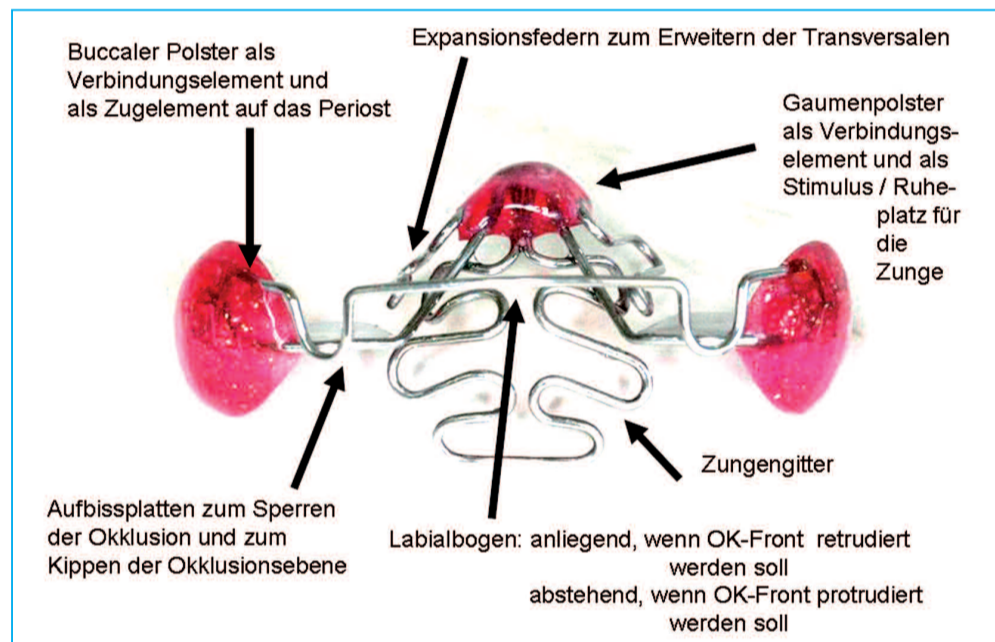 Buccaler Polster als
Verbindungselement und
als Zugelement auf das Periost
Expansionsfedern zum Erweitern der Transversalen
Gaumenpolster
als Verbindungs-
element und als
Stimulus / Ruhe-
platz für
die
Zunge
Zungengitter
Aufbissplatten zum Sperren
der Okklusion und zum
Kippen der Okklusionsebene
Labialbogen: anliegend, wenn OK-Front retrudiert
werden soll
abstehend, wenn OK-Front protrudiert
werden soll